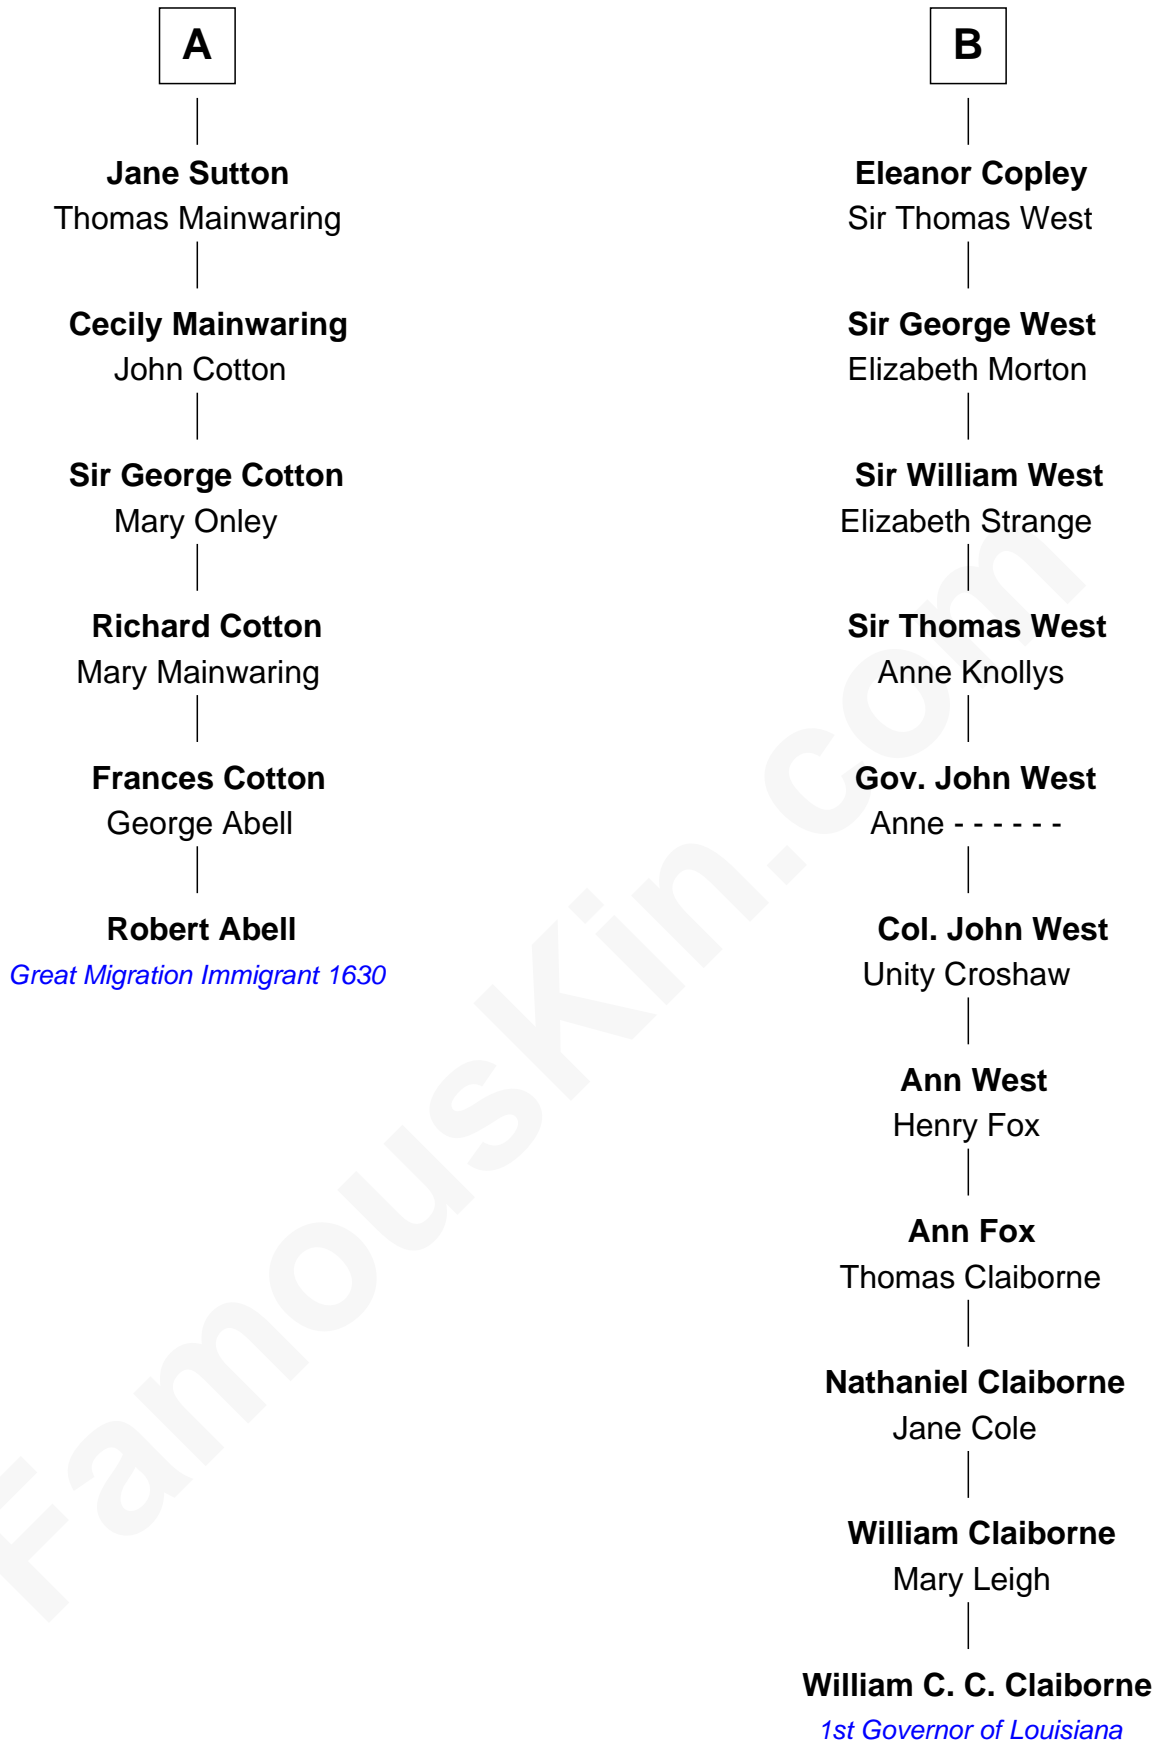 A
Jane Sutton
Thomas Mainwaring
Cecily Mainwaring
John Cotton
Sir George Cotton
Mary Onley
Richard Cotton
Mary Mainwaring
Frances Cotton
George Abell
Robert Abell
Great Migration Immigrant 1630
B
Eleanor Copley
Sir Thomas West
Sir George West
Elizabeth Morton
Sir William West
Elizabeth Strange
Sir Thomas West
Anne Knollys
Gov. John West
Anne - - - - - -
Col. John West
Unity Croshaw
Ann West
Henry Fox
Ann Fox
Thomas Claiborne
Nathaniel Claiborne
Jane Cole
William Claiborne
Mary Leigh
William C. C. Claiborne
1st Governor of Louisiana
FamousKin.com